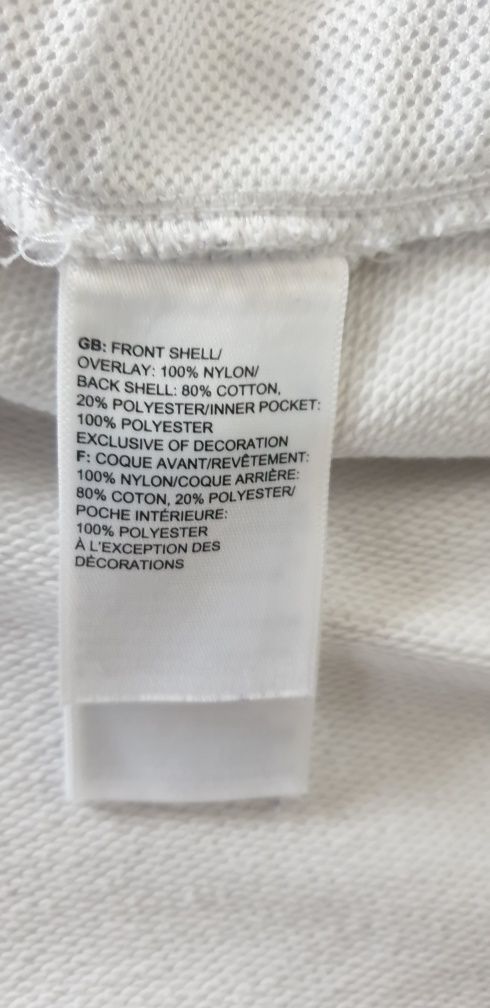 GB: FRONT SHELL/
OVERLAY: 100% NYLON/
BACK SHELL: 80% COTTON,
20% POLYESTER/INNER POCKET:
100% POLYESTER
EXCLUSIVE OF DECORATION
F: COQUE AVANT/REVÊTEMENT:
100% NYLON/COQUE ARRIÈRE:
80% COTON, 20% POLYESTER/
POCHE INTÉRIEURE:
100% POLYESTER
À L'EXCEPTION DES
DÉCORATIONS